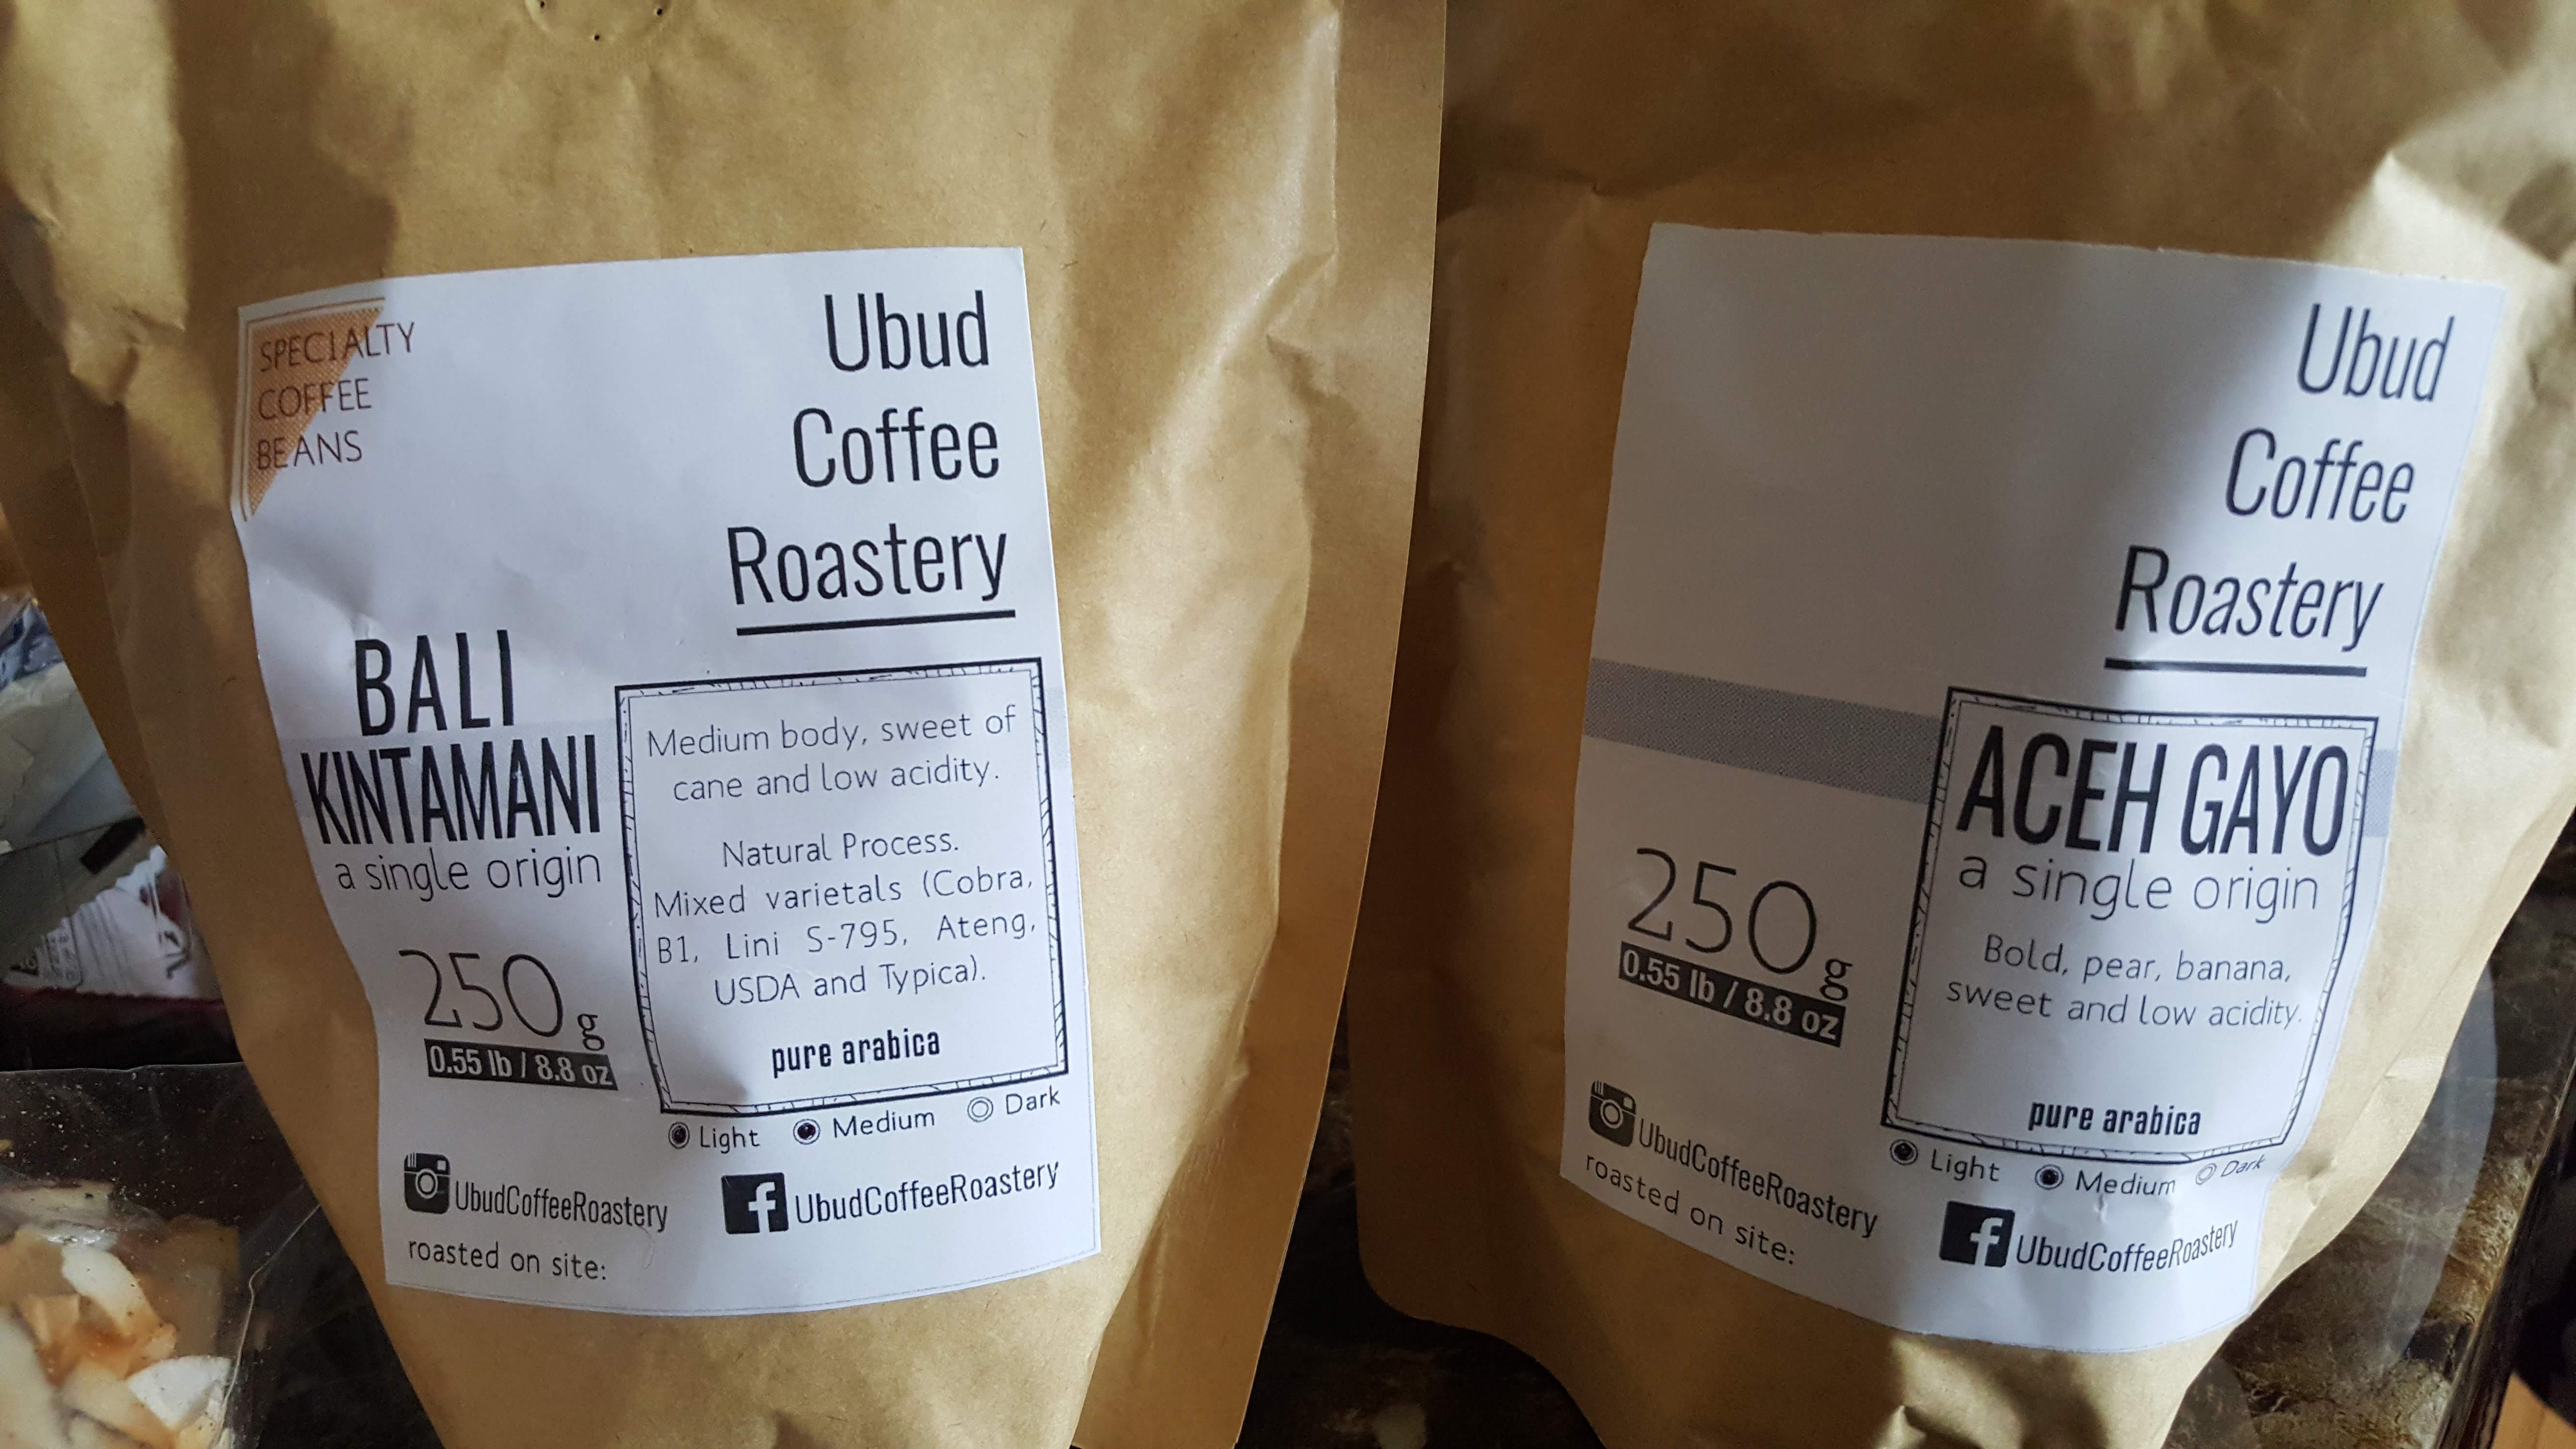 SPECIALTY
COFFEE
BEANS
Ubud
Coffee
Roastery
BALI
KINTAMANI
a single origin
250g
0.55 lb / 8.8 oz
Medium body, sweet of
cane and low acidity.
Natural Process.
Mixed varietals (Cobra,
B1, Lini S-795, Ateng,
USDA and Typica).
pure arabica
Light Medium Dark
UbudCoffeeRoastery
UbudCoffeeRoastery
roasted on site:
Ubud
Coffee
Roastery
250g
0.55 lb / 8.8 oz
ACEH GAYO
a single origin
Bold, pear, banana,
sweet and low acidity.
pure arabica
Light Medium Dark
UbudCoffeeRoastery
UbudCoffeeRoastery
roasted on site: